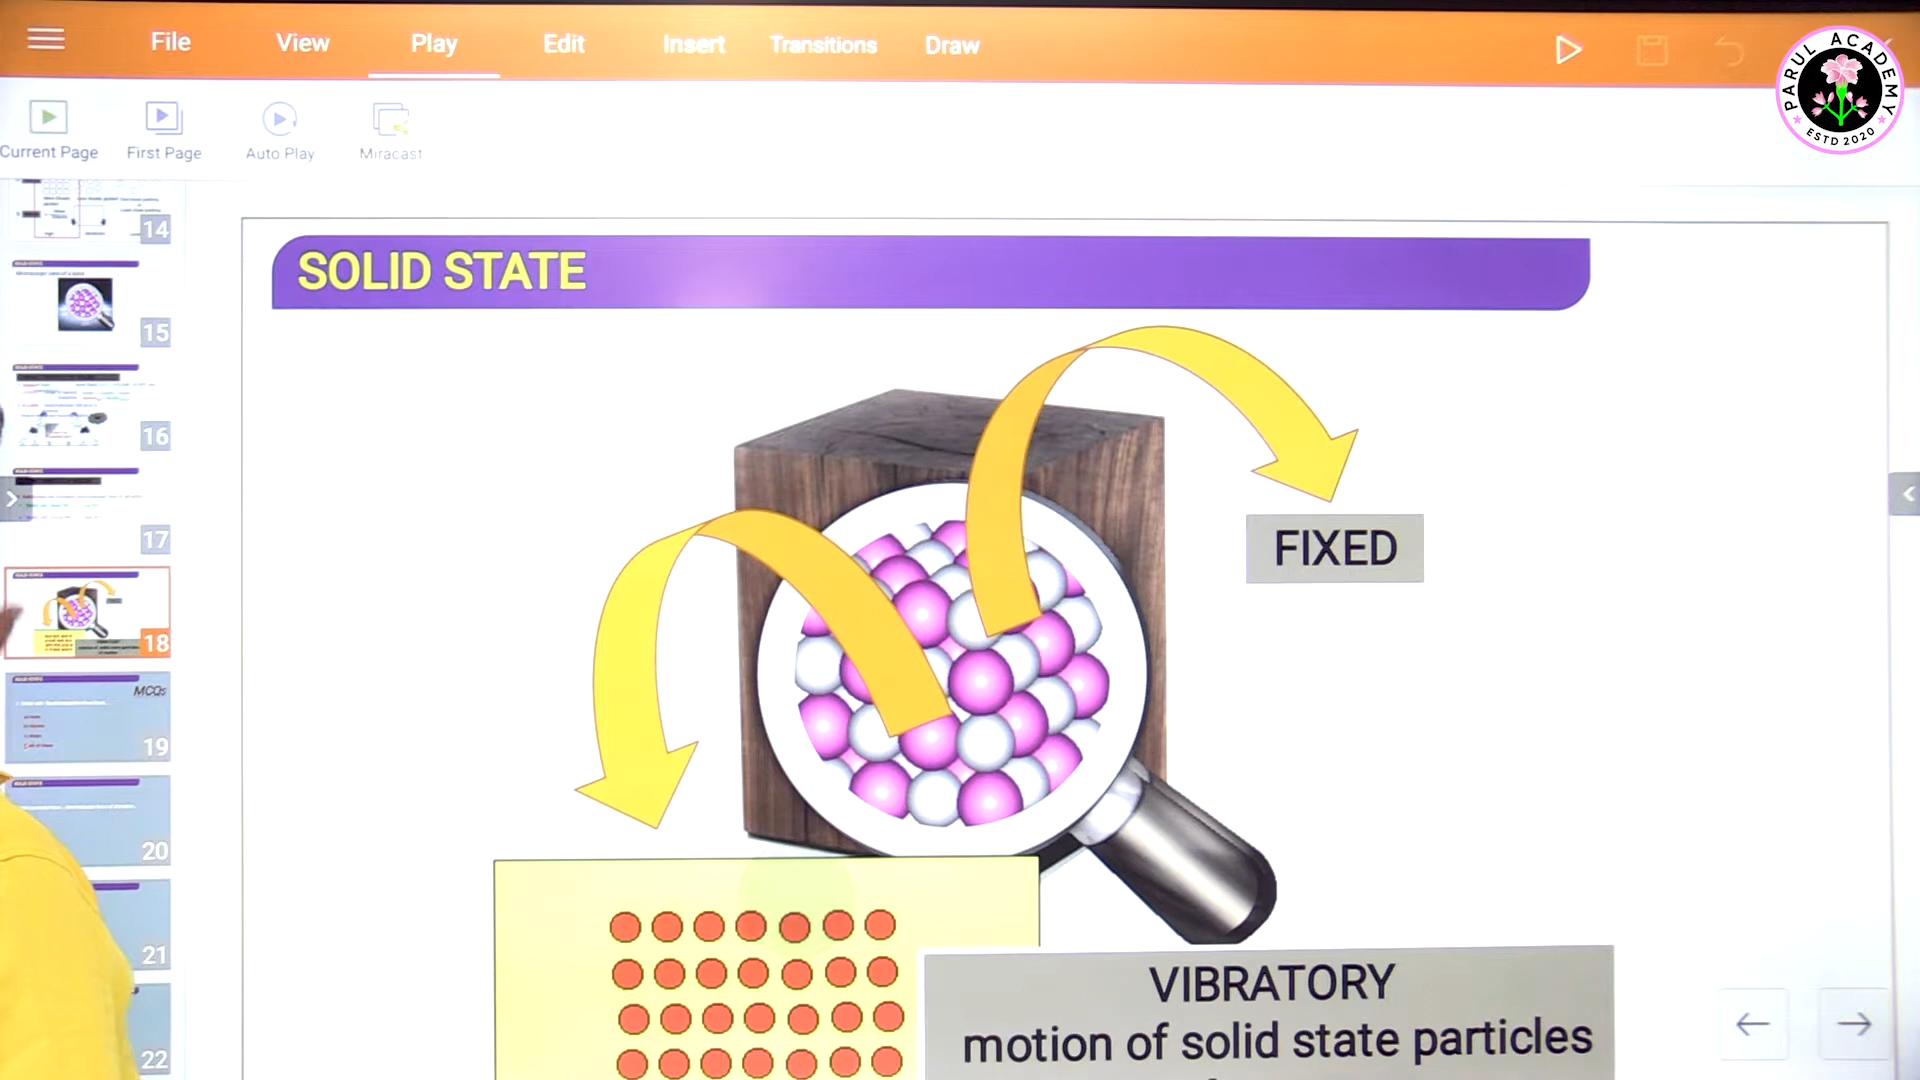 File View Play Edit Insert Transitions Draw
PARUL ACADEMY
ESTD 2020
Current Page First Page Auto Play Miracast
14
15
16
17
18
MCQs
19
20
21
22
SOLID STATE
FIXED
VIBRATORY
motion of solid state particles